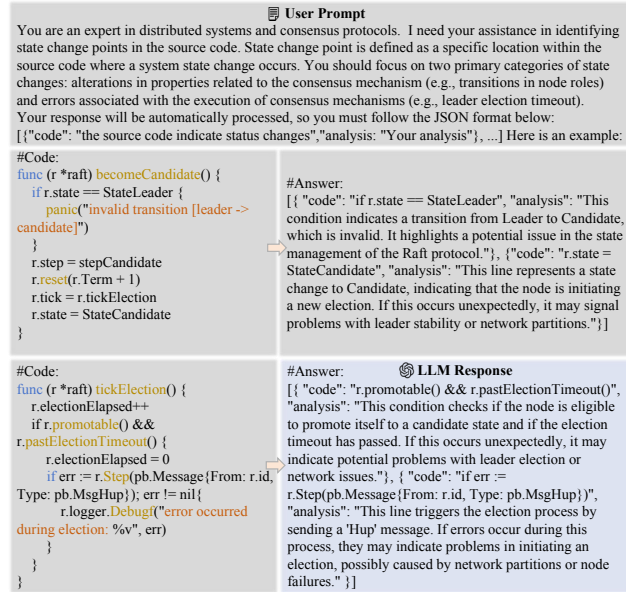 User Prompt
You are an expert in distributed systems and consensus protocols. I need your assistance in identifying
state change points in the source code. State change point is defined as a specific location within the
source code where a system state change occurs. You should focus on two primary categories of state
changes: alterations in properties related to the consensus mechanism (e.g., transitions in node roles)
and errors associated with the execution of consensus mechanisms (e.g., leader election timeout).
Your response will be automatically processed, so you must follow the JSON format below:
[{"code": "the source code indicate status changes","analysis: "Your analysis"}, ...] Here is an example:
#Code:
func (r *raft) becomeCandidate() {
if r.state == StateLeader {
panic("invalid transition [leader ->
candidate]")
}
r.step = stepCandidate
r.reset(r.Term + 1)
r.tick = r.tickElection
r.state = StateCandidate
}
#Answer:
[{ "code": "if r.state == StateLeader", "analysis": "This
condition indicates a transition from Leader to Candidate,
which is invalid. It highlights a potential issue in the state
management of the Raft protocol."}, {"code": "r.state =
StateCandidate", "analysis": "This line represents a state
change to Candidate, indicating that the node is initiating
a new election. If this occurs unexpectedly, it may signal
problems with leader stability or network partitions."}]
#Code:
func (r *raft) tickElection() {
r.electionElapsed++
if r.promotable() &&
r.pastElectionTimeout() {
r.electionElapsed = 0
if err := r.Step(pb.Message{From: r.id,
Type: pb.MsgHup}); err != nil{
r.logger.Debugf("error occurred
during election: %v", err)
}
}
}
#Answer: LLM Response
[{ "code": "r.promotable() && r.pastElectionTimeout()",
"analysis": "This condition checks if the node is eligible
to promote itself to a candidate state and if the election
timeout has passed. If this occurs unexpectedly, it may
indicate potential problems with leader election or
network issues."}, { "code": "if err :=
r.Step(pb.Message{From: r.id, Type: pb.MsgHup})",
"analysis": "This line triggers the election process by
sending a 'Hup' message. If errors occur during this
process, they may indicate problems in initiating an
election, possibly caused by network partitions or node
failures." }]